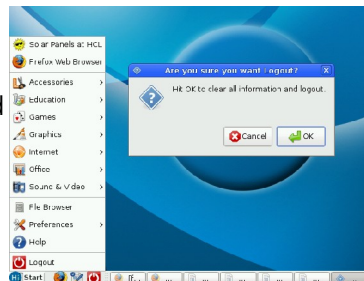 Solar Panels at HCL
Firefox Web Browser
Accessories
Education
Games
Graphics
Internet
Office
Sound & Video
File Browser
Preferences
Help
Logout
Start
Are you sure you want Logout?
Hit OK to clear all information and logout.
Cancel
OK